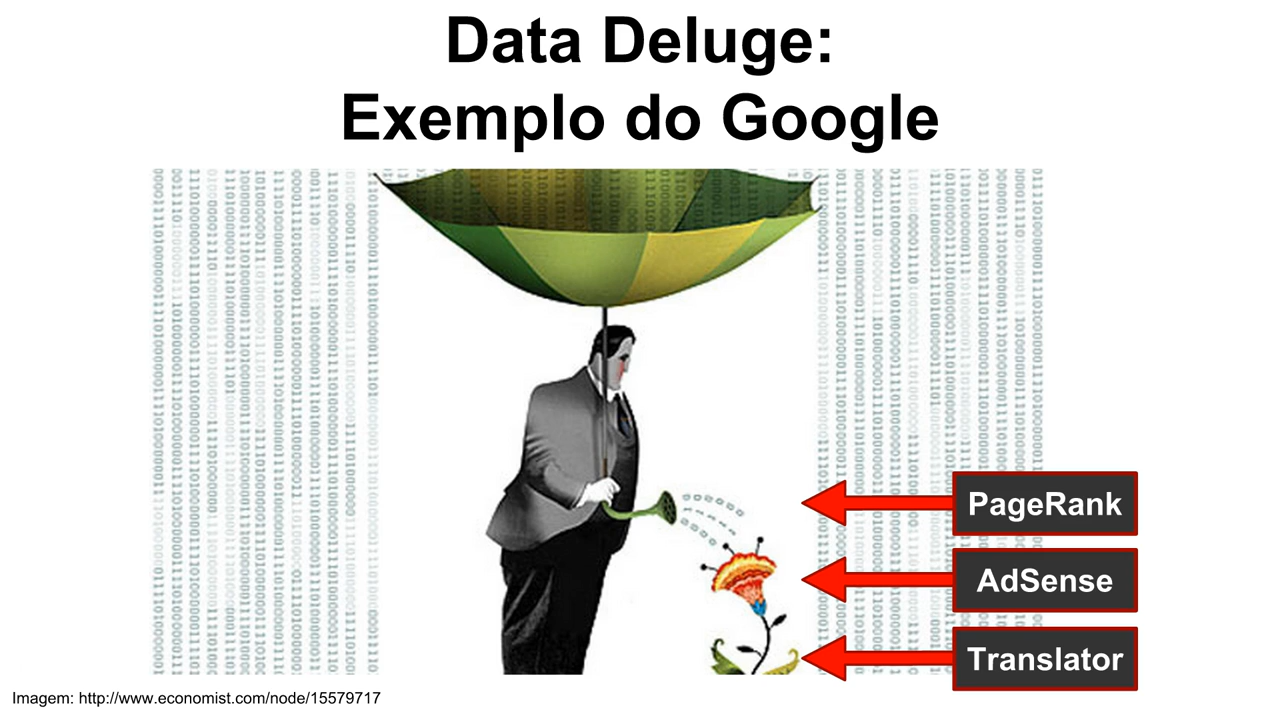 Data Deluge:
Exemplo do Google
PageRank
AdSense
Translator
Imagem: http://www.economist.com/node/15579717